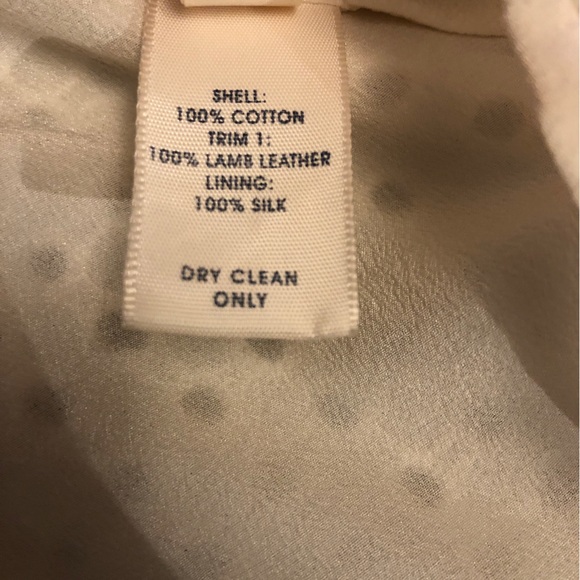 SHELL:
100% COTTON
TRIM 1:
100% LAMB LEATHER
LINING:
100% SILK
DRY CLEAN
ONLY